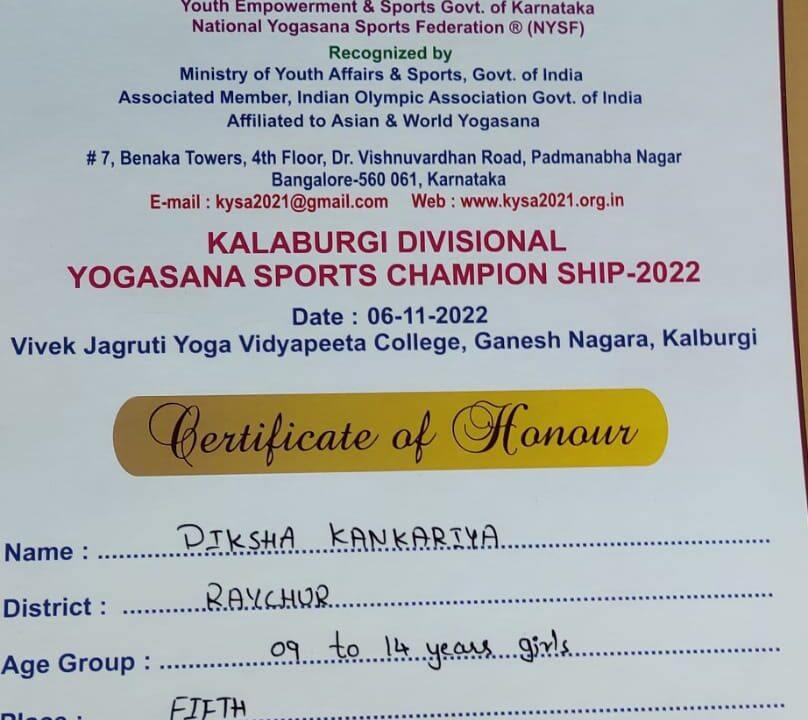 Youth Empowerment & Sports Govt. of Karnataka
National Yogasana Sports Federation ® (NYSF)
Recognized by
Ministry of Youth Affairs & Sports, Govt. of India
Associated Member, Indian Olympic Association Govt. of India
Affiliated to Asian & World Yogasana
# 7, Benaka Towers, 4th Floor, Dr. Vishnuvardhan Road, Padmanabha Nagar
Bangalore-560 061, Karnataka
E-mail : kysa2021@gmail.com Web : www.kysa2021.org.in
KALABURGI DIVISIONAL
YOGASANA SPORTS CHAMPION SHIP-2022
Date : 06-11-2022
Vivek Jagruti Yoga Vidyapeeta College, Ganesh Nagara, Kalburgi
Certificate of Honour
Name : DIKSHA KANKARIYA
District : RAYCHUR
Age Group : 09 to 14 years girls
Place : FIFTH